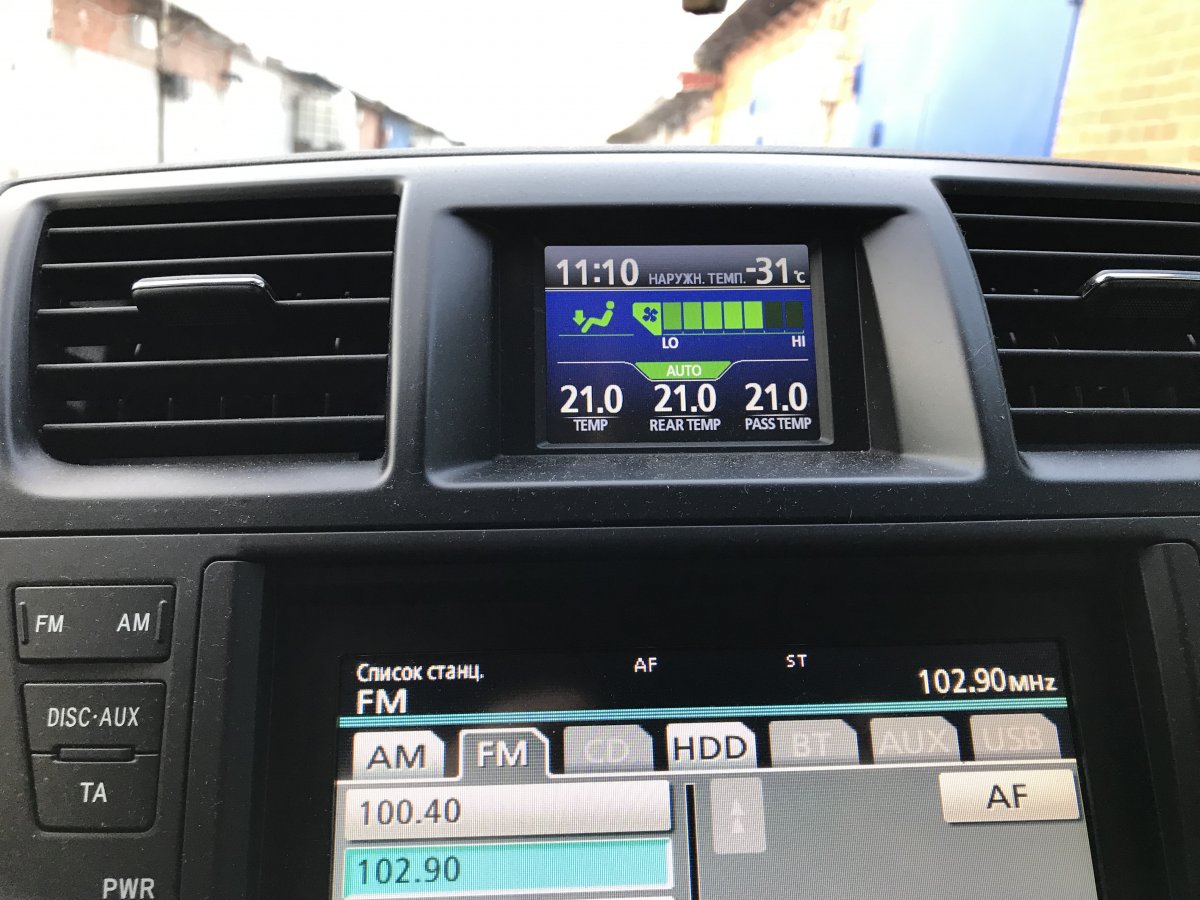 11:10 НАРУЖН. ТЕМП. -31°C
LO HI
AUTO
21.0 21.0 21.0
TEMP REAR TEMP PASS TEMP
FM AM
DISC·AUX
TA
PWR
Список станц. AF ST
FM 102.90MHz
AM FM CD HDD BT AUX USB
100.40 AF
102.90